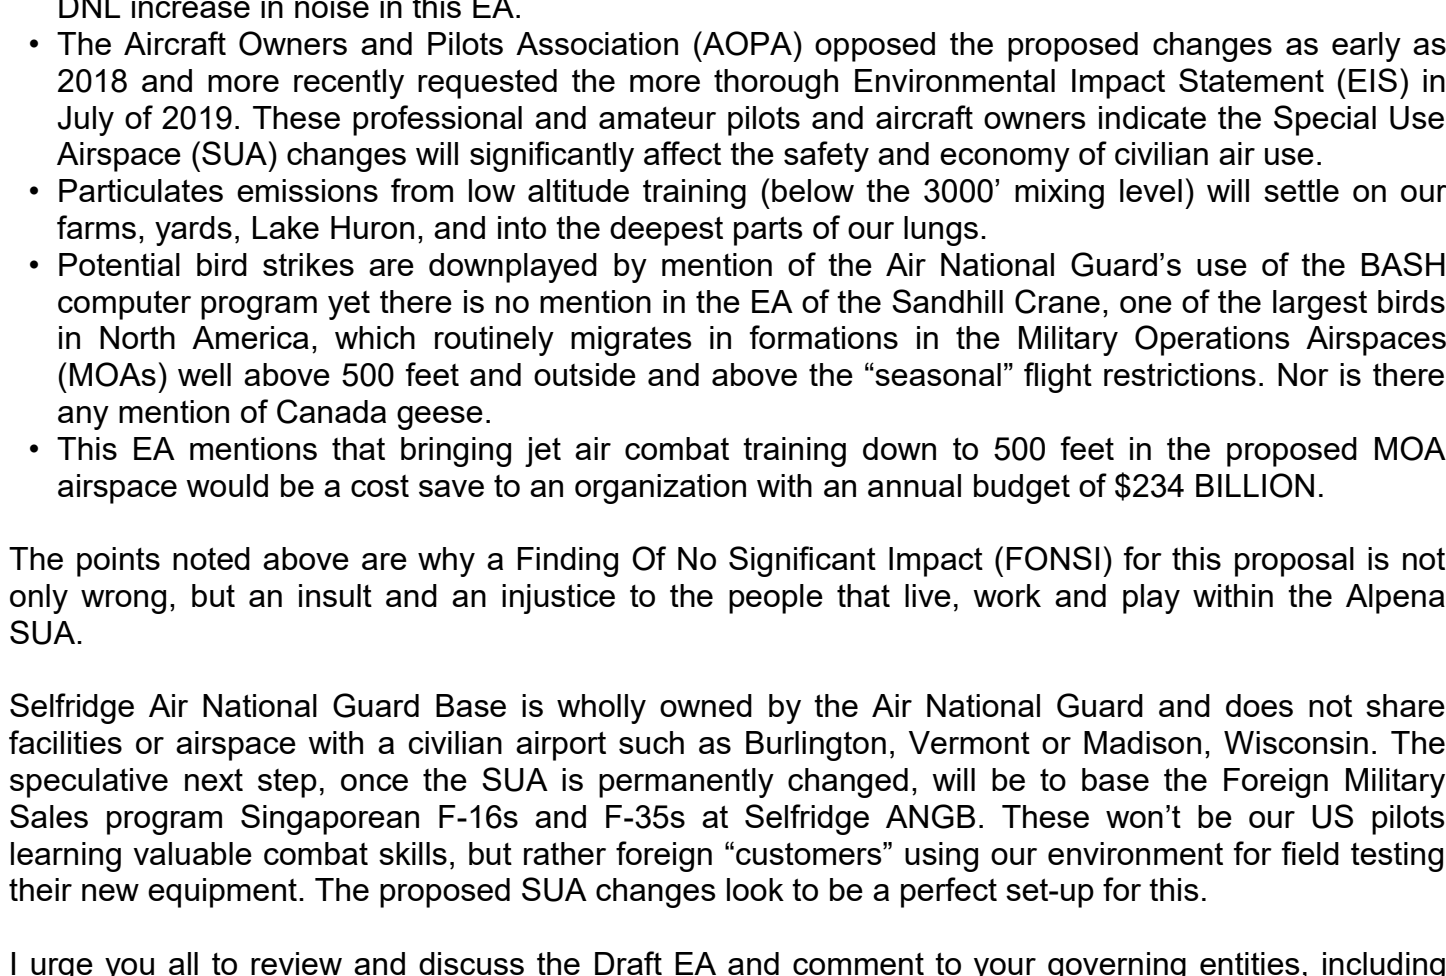 DNL increase in noise in this EA.
• The Aircraft Owners and Pilots Association (AOPA) opposed the proposed changes as early as
2018 and more recently requested the more thorough Environmental Impact Statement (EIS) in
July of 2019. These professional and amateur pilots and aircraft owners indicate the Special Use
Airspace (SUA) changes will significantly affect the safety and economy of civilian air use.
• Particulates emissions from low altitude training (below the 3000’ mixing level) will settle on our
farms, yards, Lake Huron, and into the deepest parts of our lungs.
• Potential bird strikes are downplayed by mention of the Air National Guard’s use of the BASH
computer program yet there is no mention in the EA of the Sandhill Crane, one of the largest birds
in North America, which routinely migrates in formations in the Military Operations Airspaces
(MOAs) well above 500 feet and outside and above the “seasonal” flight restrictions. Nor is there
any mention of Canada geese.
• This EA mentions that bringing jet air combat training down to 500 feet in the proposed MOA
airspace would be a cost save to an organization with an annual budget of $234 BILLION.
The points noted above are why a Finding Of No Significant Impact (FONSI) for this proposal is not
only wrong, but an insult and an injustice to the people that live, work and play within the Alpena
SUA.
Selfridge Air National Guard Base is wholly owned by the Air National Guard and does not share
facilities or airspace with a civilian airport such as Burlington, Vermont or Madison, Wisconsin. The
speculative next step, once the SUA is permanently changed, will be to base the Foreign Military
Sales program Singaporean F-16s and F-35s at Selfridge ANGB. These won’t be our US pilots
learning valuable combat skills, but rather foreign “customers” using our environment for field testing
their new equipment. The proposed SUA changes look to be a perfect set-up for this.
I urge you all to review and discuss the Draft EA and comment to your governing entities, including